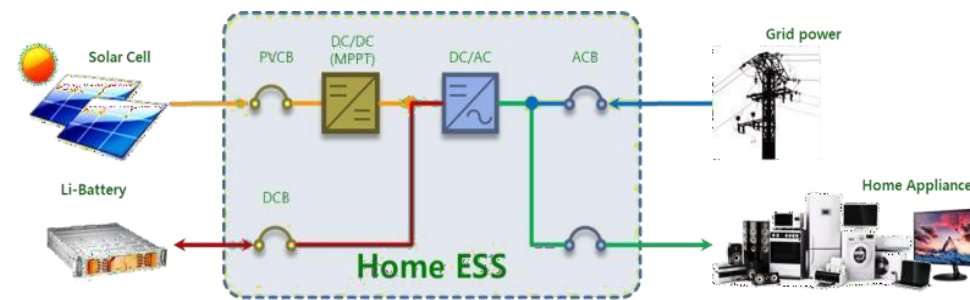 Solar Cell
PVCB
DC/DC
(MPPT)
DC/AC
ACB
Grid power
Li-Battery
DCB
Home Appliance
Home ESS